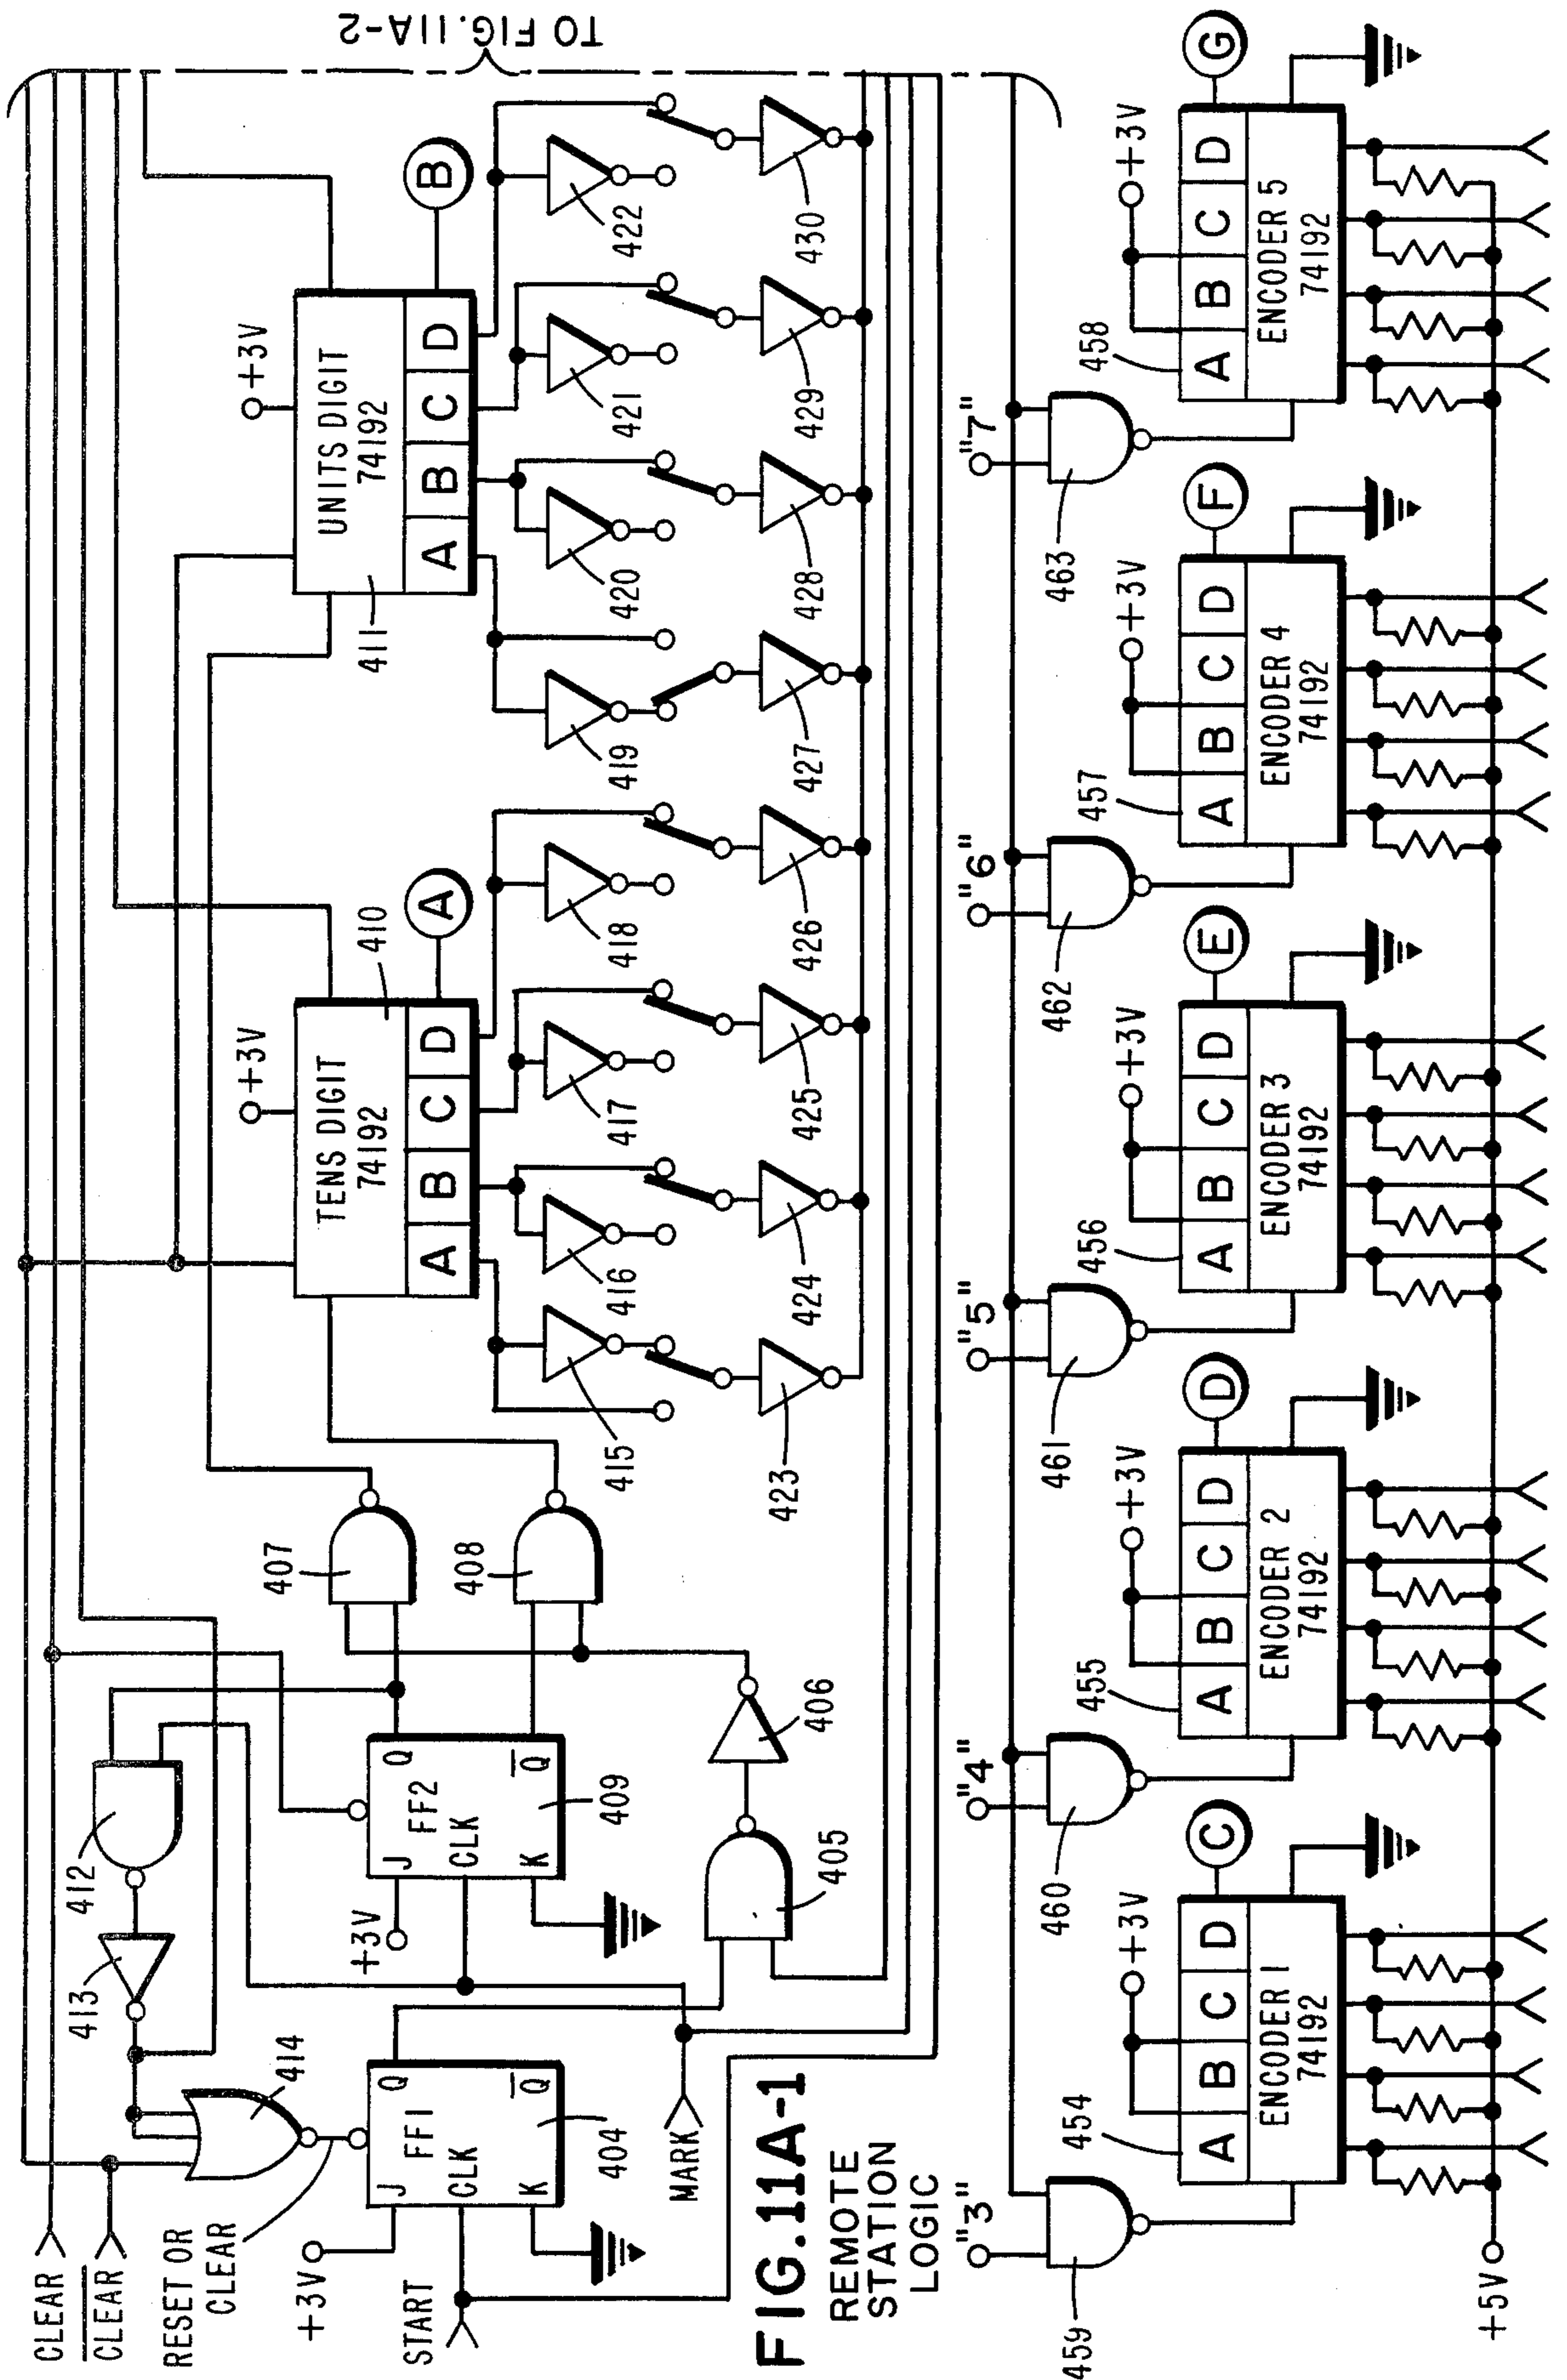 CLEAR
CLEAR
RESET OR
CLEAR
+3V
START
MARK
TO FIG. 11A-2
412
413
414
J
Q
FF1
CLK
K
Q
404
+3V
J
Q
FF2
CLK
K
Q
409
405
406
407
408
+3V
TENS DIGIT
74192
410
A
B
C
D
A
+3V
UNITS DIGIT
74192
411
A
B
C
D
B
415
416
417
418
419
420
421
422
423
424
425
426
427
428
429
430
FIG.11A-1
REMOTE
STATION
LOGIC
"3"
459
454
+3V
A
B
C
D
C
ENCODER 1
74192
"4"
460
455
+3V
A
B
C
D
D
ENCODER 2
74192
"5"
461
456
+3V
A
B
C
D
E
ENCODER 3
74192
"6"
462
457
+3V
A
B
C
D
F
ENCODER 4
74192
"7"
463
458
+3V
A
B
C
D
G
ENCODER 5
74192
+5V